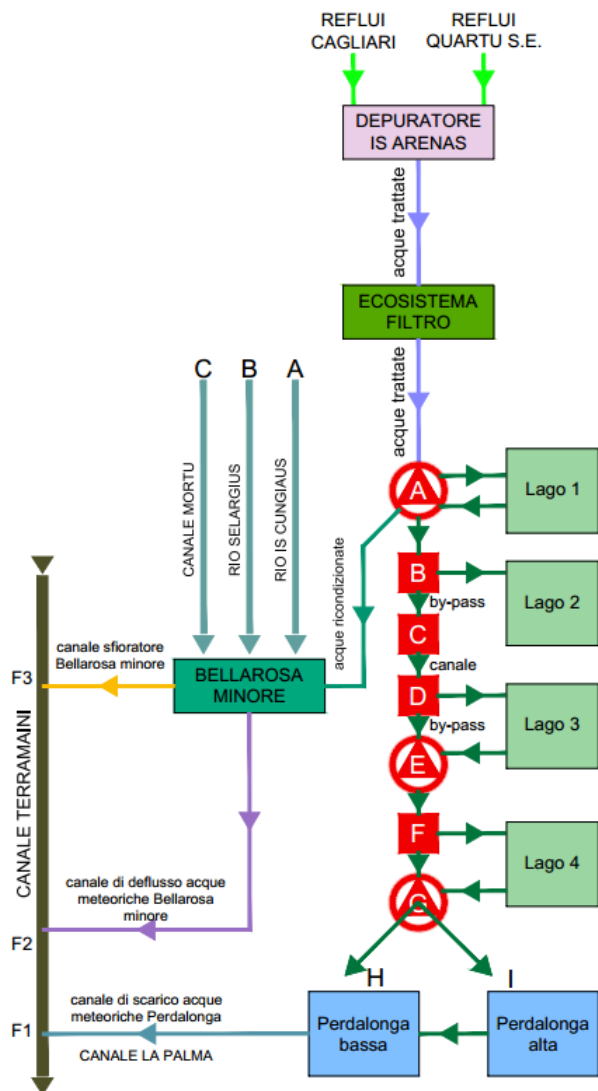 REFLUI
CAGLIARI
REFLUI
QUARTU S.E.
DEPURATORE
IS ARENAS
acque trattate
ECOSISTEMA
FILTRO
acque trattate
C
B
A
CANALE MORTU
RIO SELARGIUS
RIO IS CUNGIAUS
acque ricondizionate
A
Lago 1
B
Lago 2
by-pass
C
canale
D
Lago 3
by-pass
E
F
Lago 4
G
canale sfioratore
Bellarosa minore
F3
BELLAROSA
MINORE
CANALE TERRAMAINI
canale di deflusso acque
meteoriche Bellarosa
minore
F2
H
I
F1
canale di scarico acque
meteoriche Perdalonga
CANALE LA PALMA
Perdalonga
bassa
Perdalonga
alta